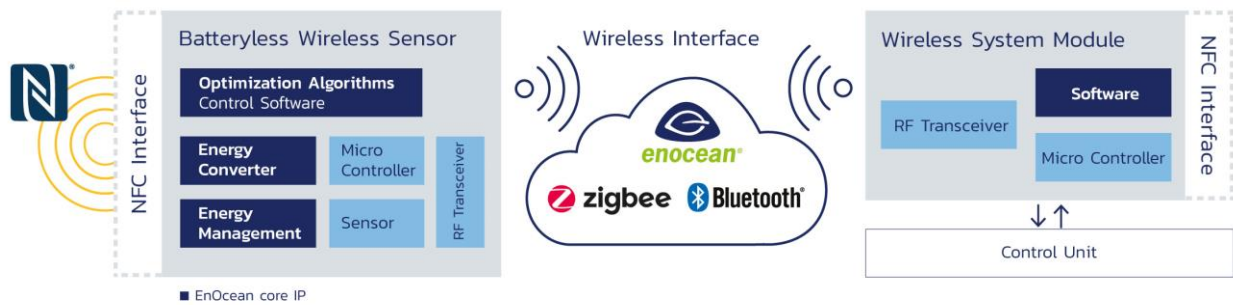 Batteryless Wireless Sensor
NFC Interface
Optimization Algorithms
Control Software
Energy
Converter
Micro
Controller
RF Transceiver
Energy
Management
Sensor
■ EnOcean core IP
Wireless Interface
enocean®
zigbee
Bluetooth®
Wireless System Module
NFC Interface
Software
RF Transceiver
Micro Controller
↓↑
Control Unit